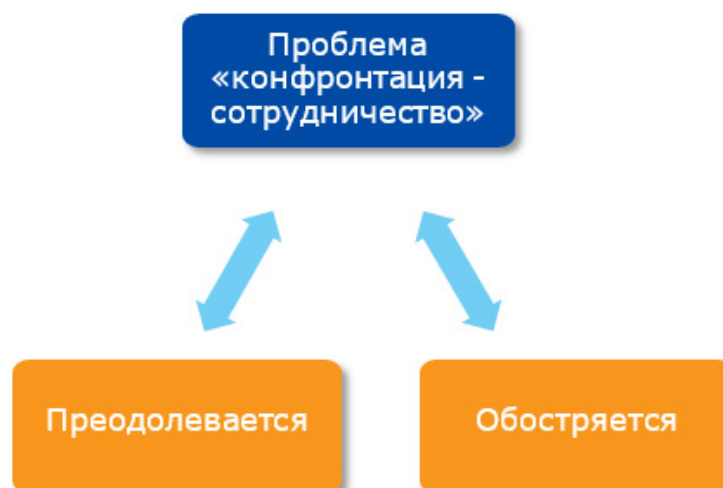 Проблема
«конфронтация -
сотрудничество»
Преодолевается
Обостряется